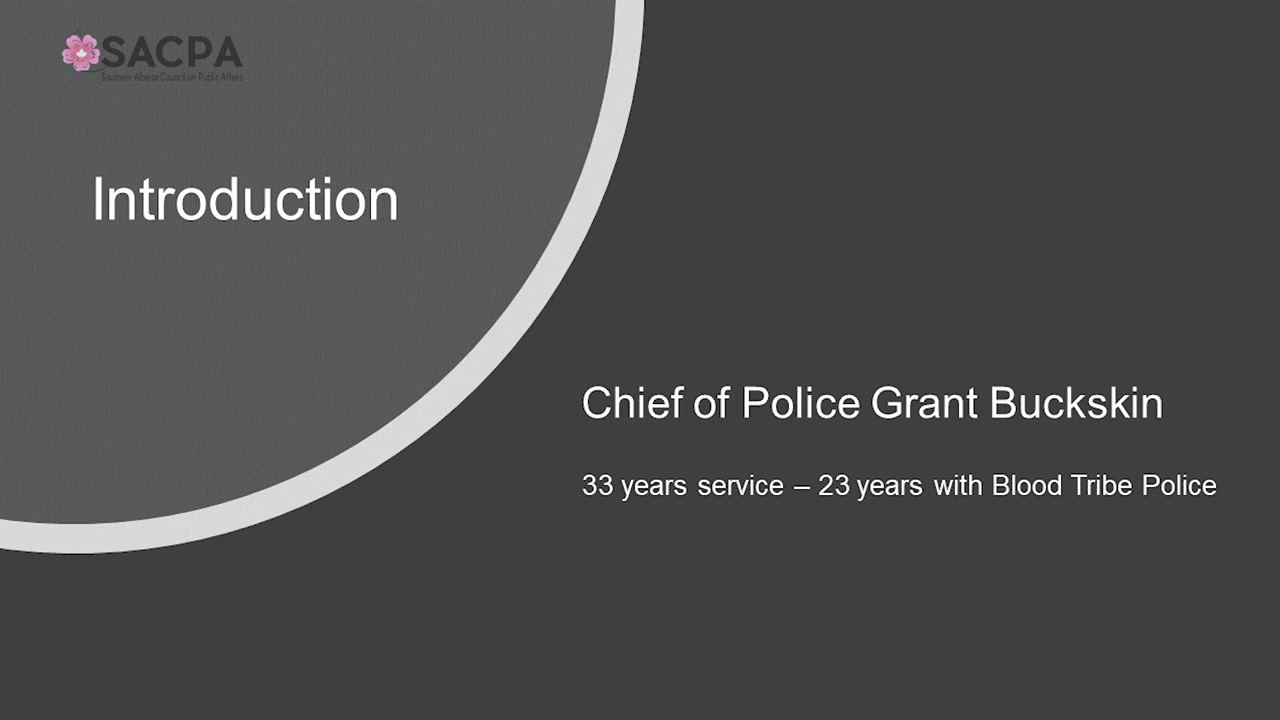 SACPA
Southern Alberta Council on Public Affairs
Introduction
Chief of Police Grant Buckskin
33 years service – 23 years with Blood Tribe Police